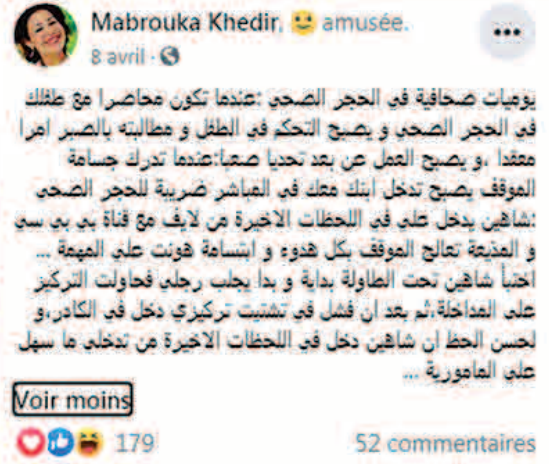 Mabrouka Khedir, 🙂 amusée.
8 avril
يوميات صحافية في الحجر الصحي :عندما تكون محاصرا مع طفلك
في الحجر الصحي و يصبح التحكم في الطفل و مطالبته بالصبر امرا
معقدا ،و يصبح العمل عن بعد تحديا صعبا:عندما تدرك جسامة
الموقف يصبح تدخل ابنك معك في المباشر ضريبة للحجر الصحي
:شاهين يدخل علي في اللحظات الاخيرة من لايف مع قناة بي بي سي
و المذيعة تعالج الموقف بكل هدوء و ابتسامة هونت علي المهمة ...
اختبأ شاهين تحت الطاولة بداية و بدا يجلب رجلي فحاولت التركيز
على المداخلة،ثم بعد ان فشل في تشتيت تركيزي دخل في الكادر،و
لحسن الحظ ان شاهين دخل في اللحظات الاخيرة من تدخلي ما سهل
علي المامورية ...
Voir moins
179
52 commentaires